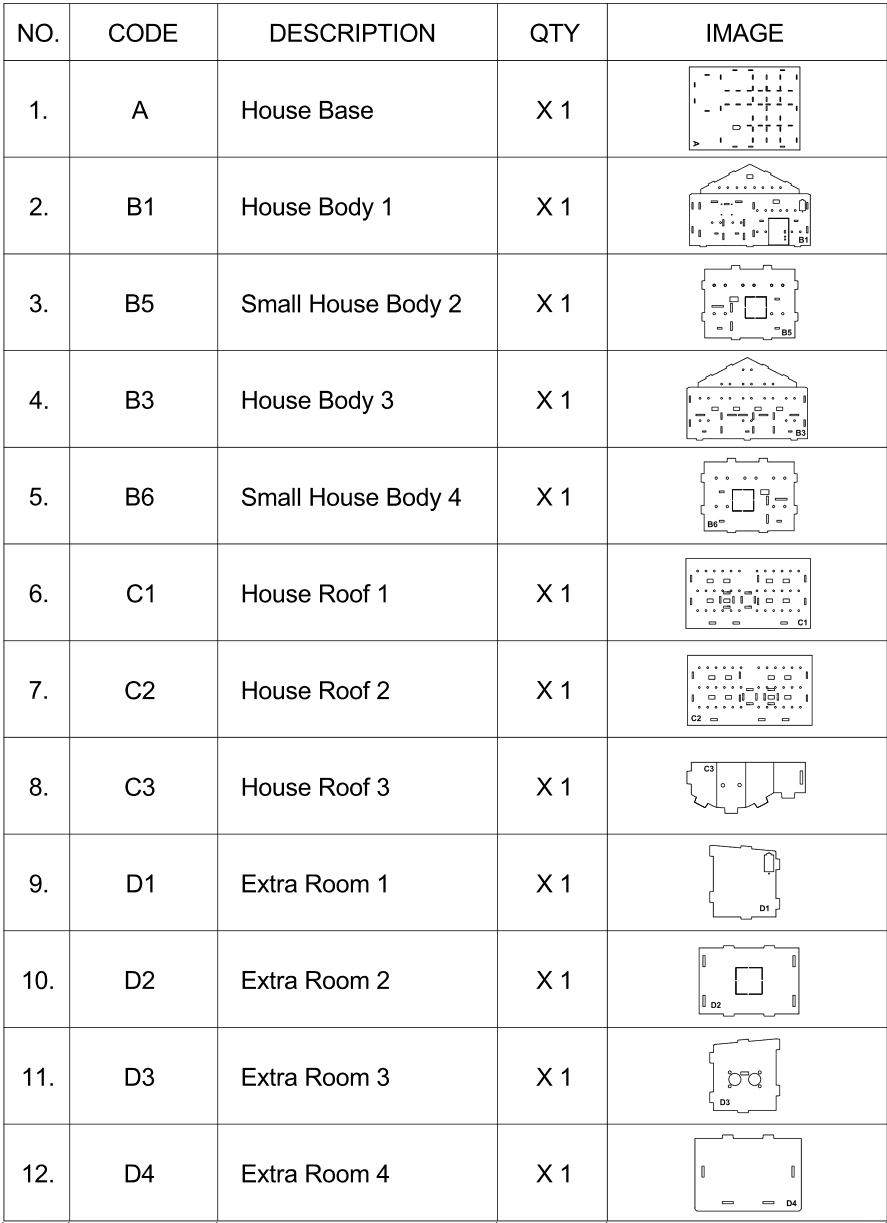 NO. CODE DESCRIPTION QTY IMAGE
1. A House Base X 1 A
2. B1 House Body 1 X 1 B1
3. B5 Small House Body 2 X 1 B5
4. B3 House Body 3 X 1 B3
5. B6 Small House Body 4 X 1 B6
6. C1 House Roof 1 X 1 C1
7. C2 House Roof 2 X 1 C2
8. C3 House Roof 3 X 1 C3
9. D1 Extra Room 1 X 1 D1
10. D2 Extra Room 2 X 1 D2
11. D3 Extra Room 3 X 1 D3
12. D4 Extra Room 4 X 1 D4